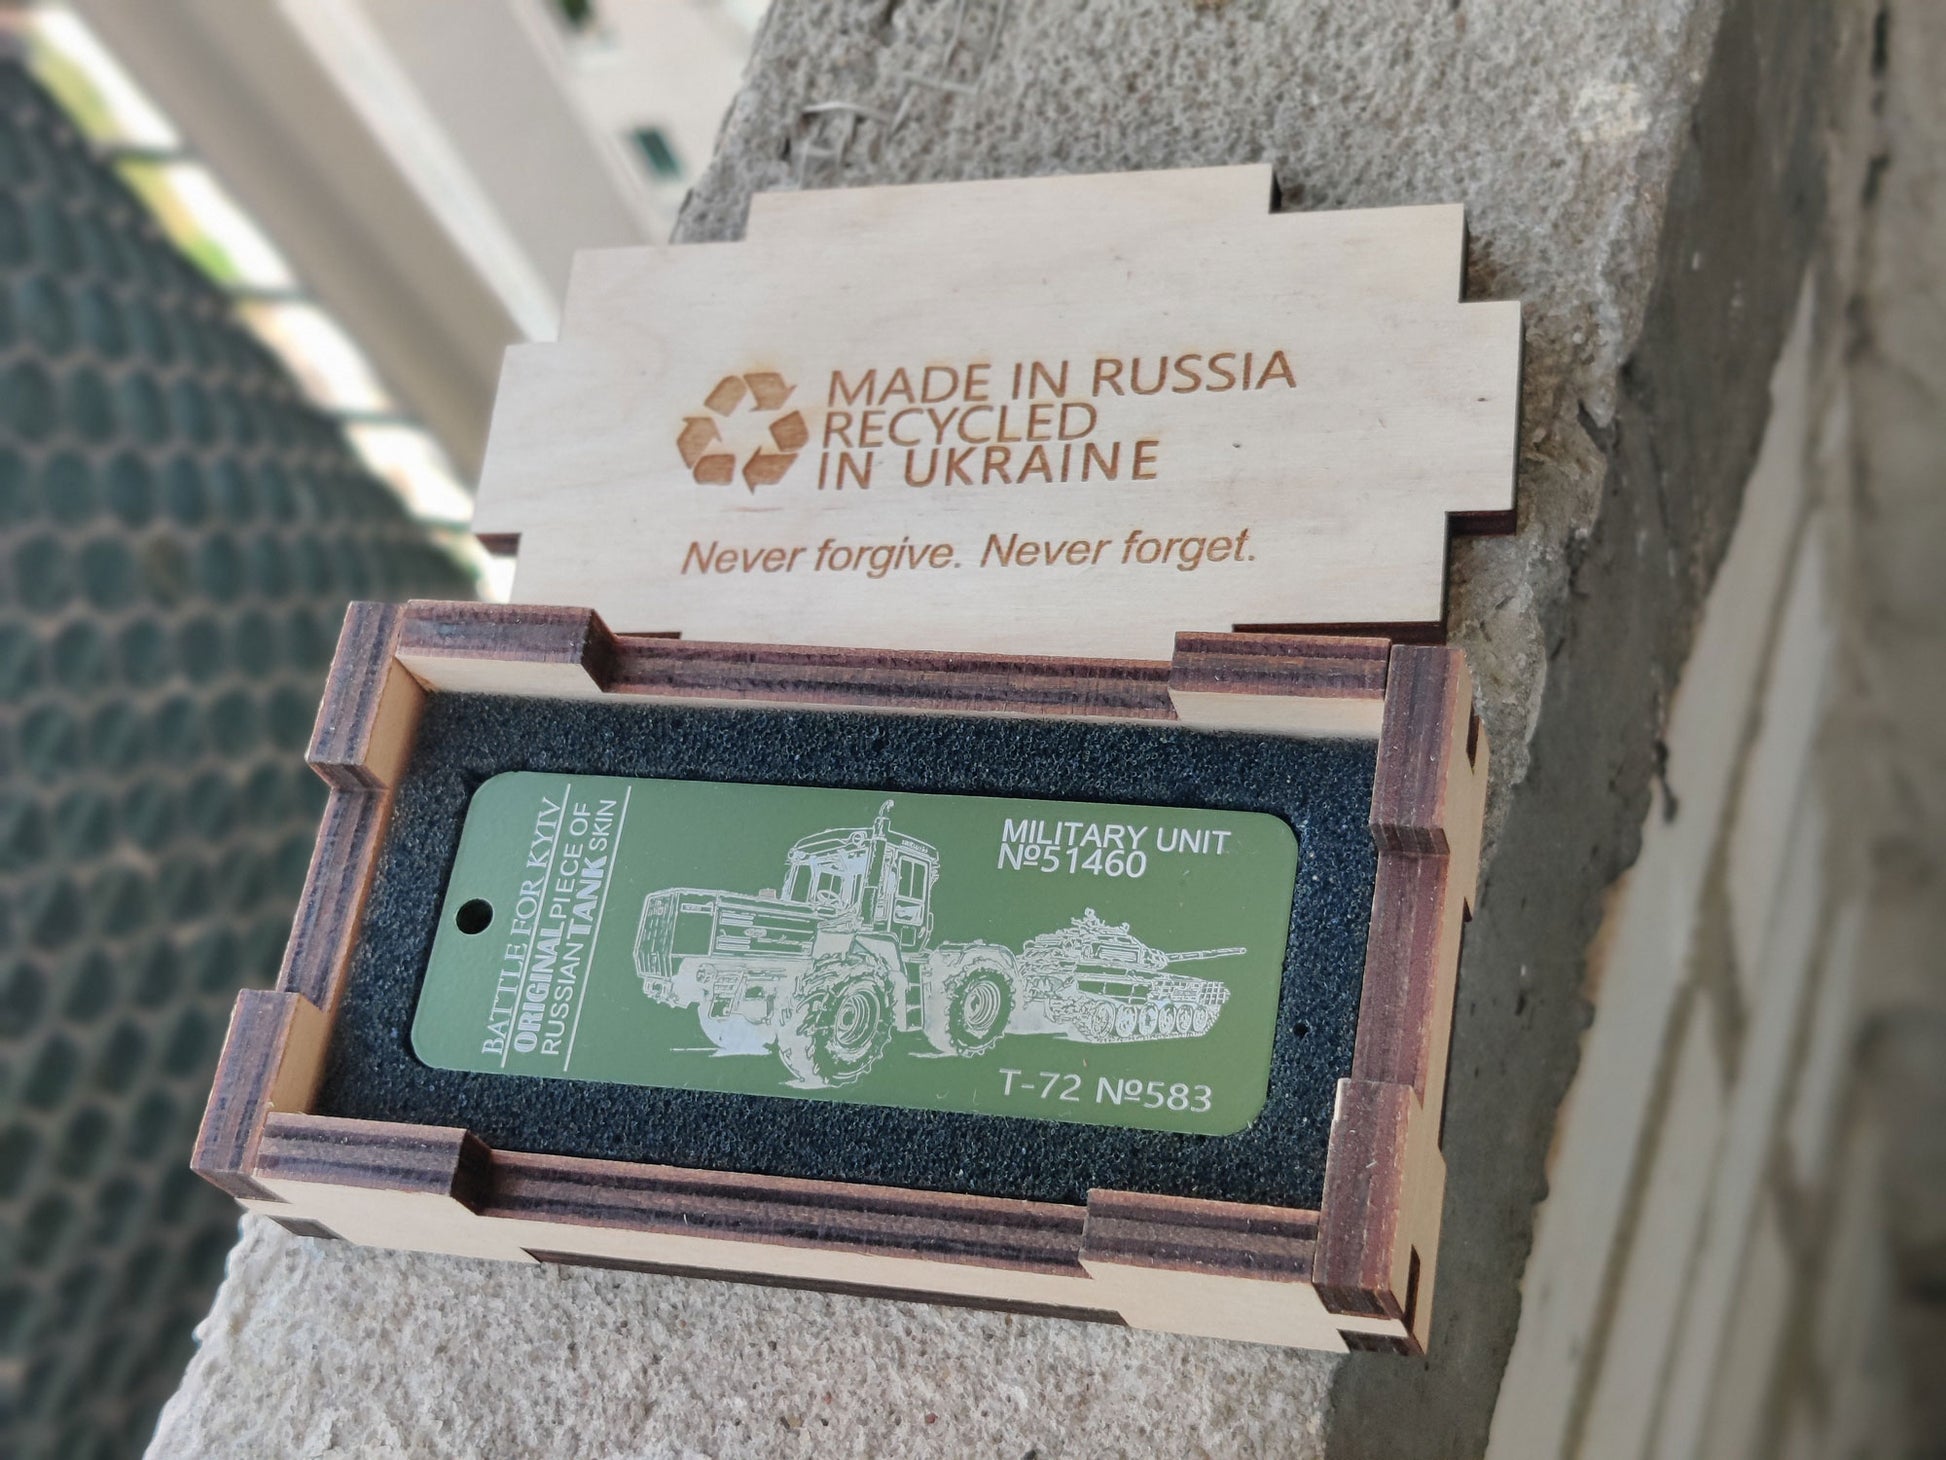 MADE IN RUSSIA
RECYCLED
IN UKRAINE
Never forgive. Never forget.
BATTLE FOR KYIV
ORIGINAL PIECE OF
RUSSIAN TANK SKIN
MILITARY UNIT
№51460
T-72 №583